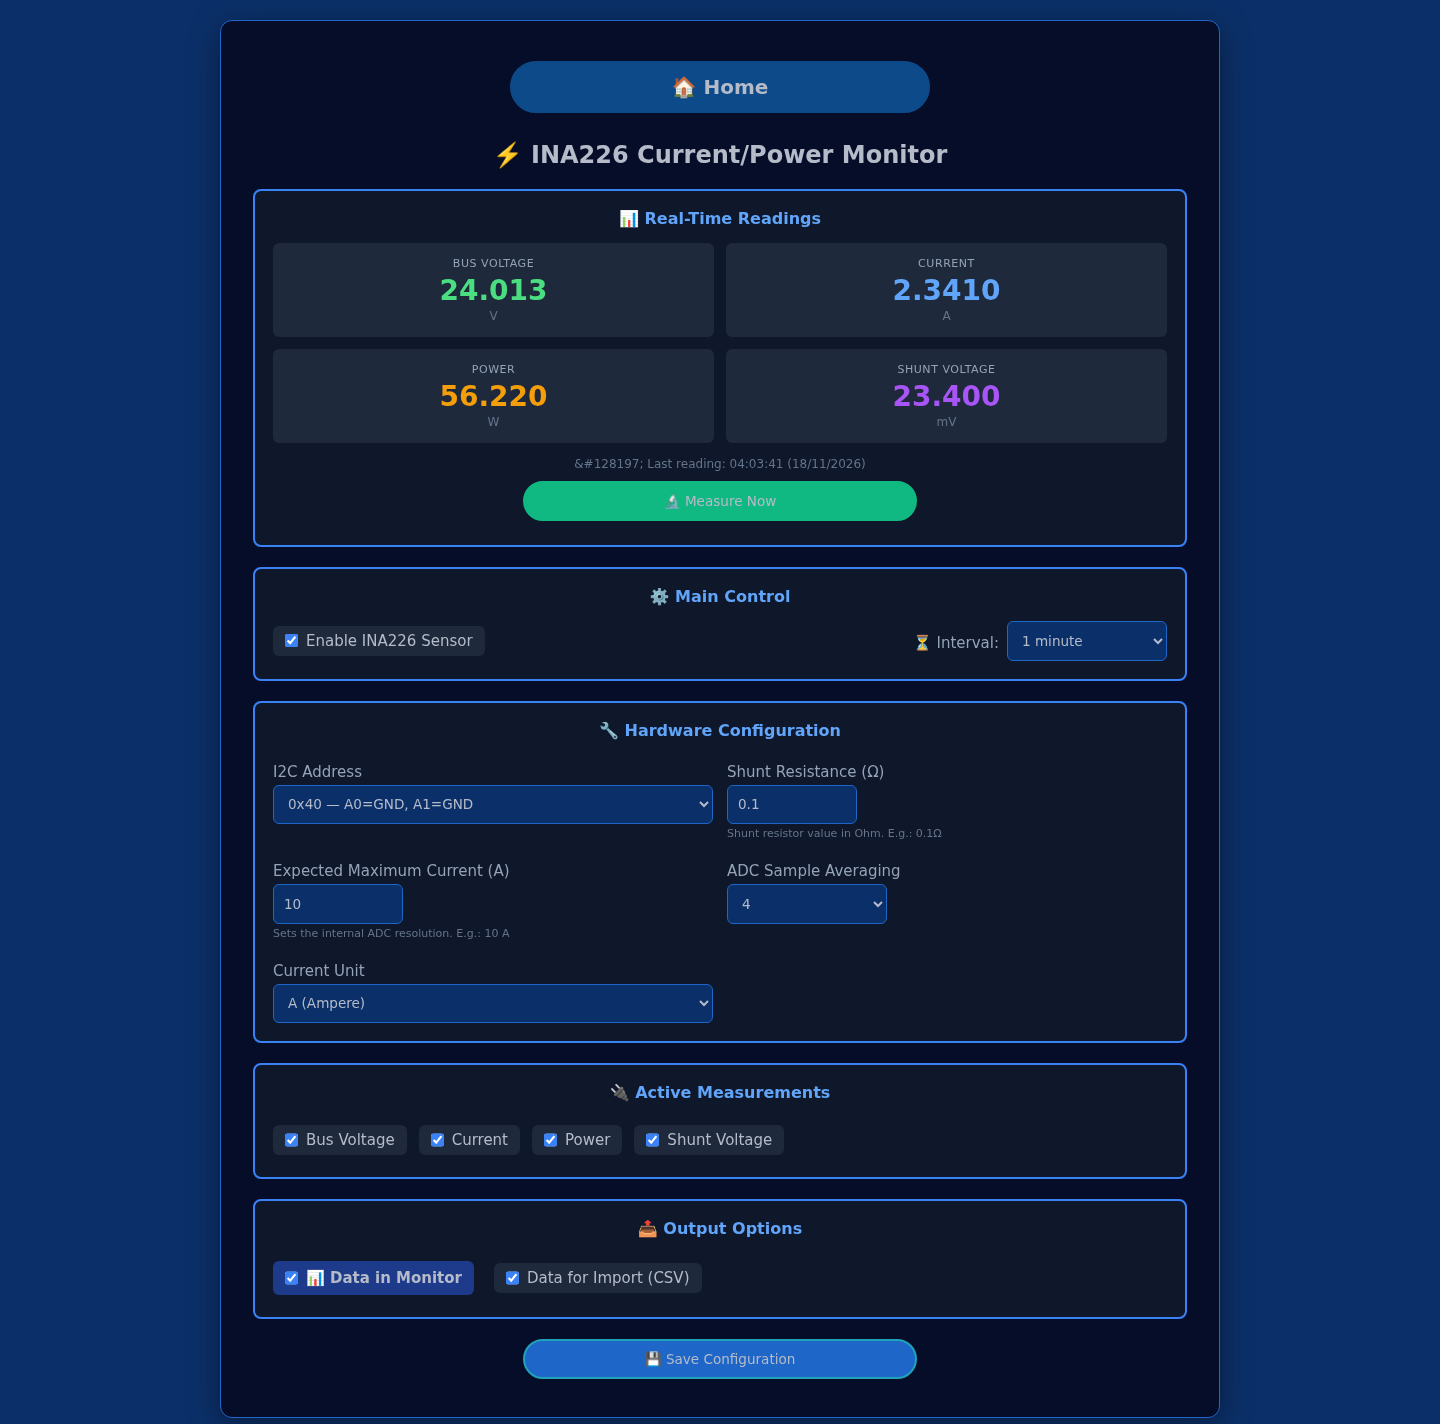 🏠 Home
⚡ INA226 Current/Power Monitor
📊 Real-Time Readings
BUS VOLTAGE
24.013
V
CURRENT
2.3410
A
POWER
56.220
W
SHUNT VOLTAGE
23.400
mV
&#128197; Last reading: 04:03:41 (18/11/2026)
🔬 Measure Now
⚙️ Main Control
Enable INA226 Sensor
⏳ Interval: 1 minute
🔧 Hardware Configuration
I2C Address
0x40 — A0=GND, A1=GND
Shunt Resistance (Ω)
0.1
Shunt resistor value in Ohm. E.g.: 0.1Ω
Expected Maximum Current (A)
10
Sets the internal ADC resolution. E.g.: 10 A
ADC Sample Averaging
4
Current Unit
A (Ampere)
🔌 Active Measurements
Bus Voltage Current Power Shunt Voltage
📤 Output Options
📊 Data in Monitor Data for Import (CSV)
💾 Save Configuration